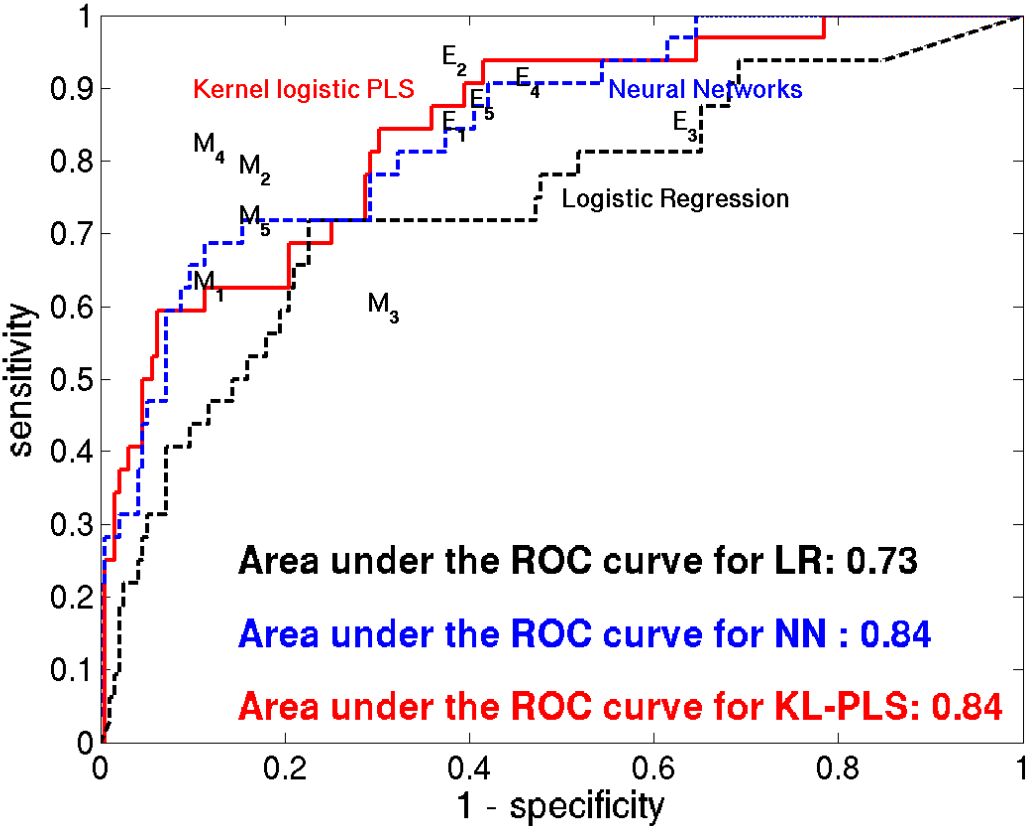 1
0.9
0.8
0.7
0.6
0.5
0.4
0.3
0.2
0.1
0
sensitivity
E2
Kernel logistic PLS
E4
Neural Networks
E5
E1
E3
M4
M2
Logistic Regression
M5
M1
M3
Area under the ROC curve for LR: 0.73
Area under the ROC curve for NN : 0.84
Area under the ROC curve for KL-PLS: 0.84
0 0.2 0.4 0.6 0.8 1
1 - specificity